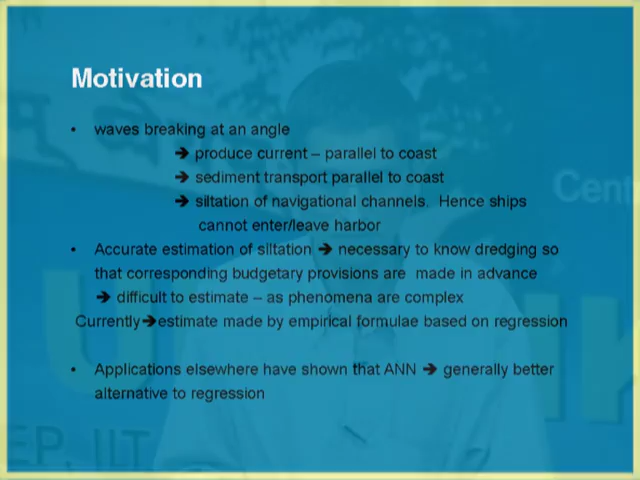 Motivation
• waves breaking at an angle
➔ produce current – parallel to coast
➔ sediment transport parallel to coast
➔ siltation of navigational channels. Hence ships
cannot enter/leave harbor
• Accurate estimation of siltation ➔ necessary to know dredging so
that corresponding budgetary provisions are made in advance
➔ difficult to estimate – as phenomena are complex
Currently➔estimate made by empirical formulae based on regression
• Applications elsewhere have shown that ANN ➔ generally better
alternative to regression
Cent
EP, IIT